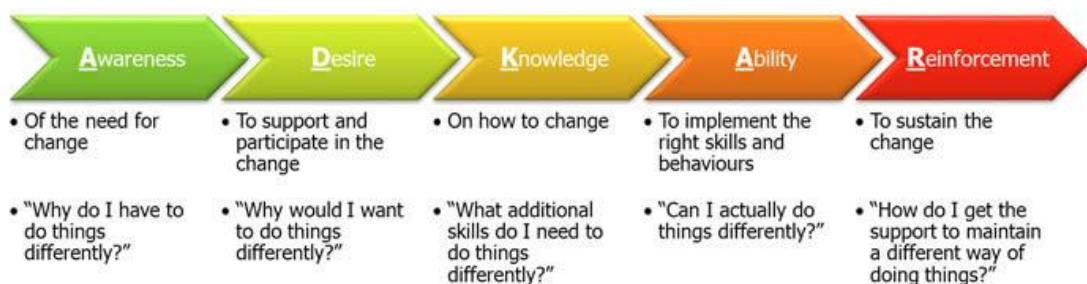 Awareness
Desire
Knowledge
Ability
Reinforcement
• Of the need for
change
• "Why do I have to
do things
differently?"
• To support and
participate in the
change
• "Why would I want
to do things
differently?"
• On how to change
• "What additional
skills do I need to
do things
differently?"
• To implement the
right skills and
behaviours
• "Can I actually do
things differently?"
• To sustain the
change
• "How do I get the
support to maintain
a different way of
doing things?"